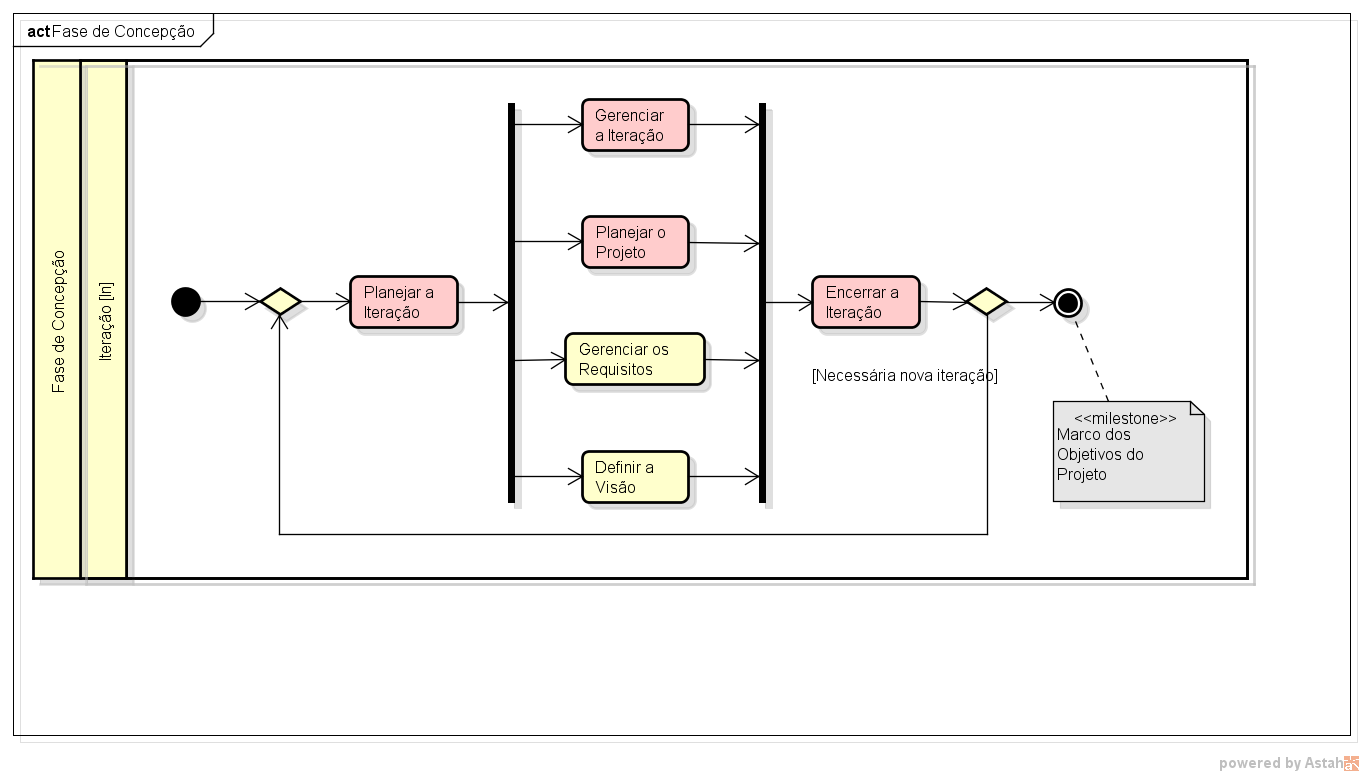 act Fase de Concepção
Fase de Concepção
Iteração [In]
Planejar a
Iteração
Gerenciar
a Iteração
Planejar o
Projeto
Gerenciar os
Requisitos
Definir a
Visão
Encerrar a
Iteração
[Necessária nova iteração]
<<milestone>>
Marco dos
Objetivos do
Projeto
powered by Astah